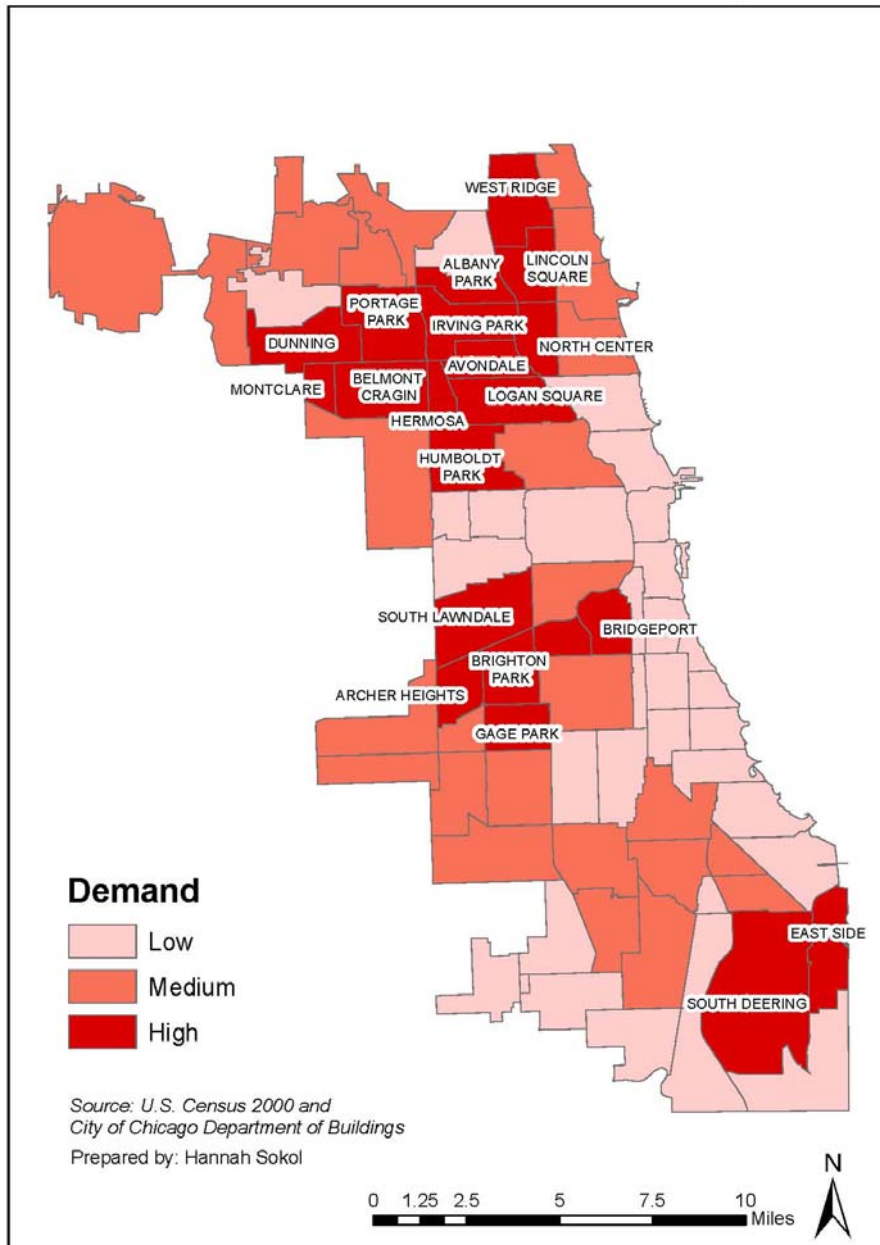 WEST RIDGE
ALBANY
PARK
LINCOLN
SQUARE
PORTAGE
PARK
IRVING PARK
DUNNING
NORTH CENTER
AVONDALE
MONTCLARE
BELMONT
CRAGIN
LOGAN SQUARE
HERMOSA
HUMBOLDT
PARK
SOUTH LAWNDALE
BRIDGEPORT
BRIGHTON
PARK
ARCHER HEIGHTS
GAGE PARK
EAST SIDE
SOUTH DEERING
Demand
Low
Medium
High
Source: U.S. Census 2000 and
City of Chicago Department of Buildings
Prepared by: Hannah Sokol
N
0 1.25 2.5 5 7.5 10
Miles